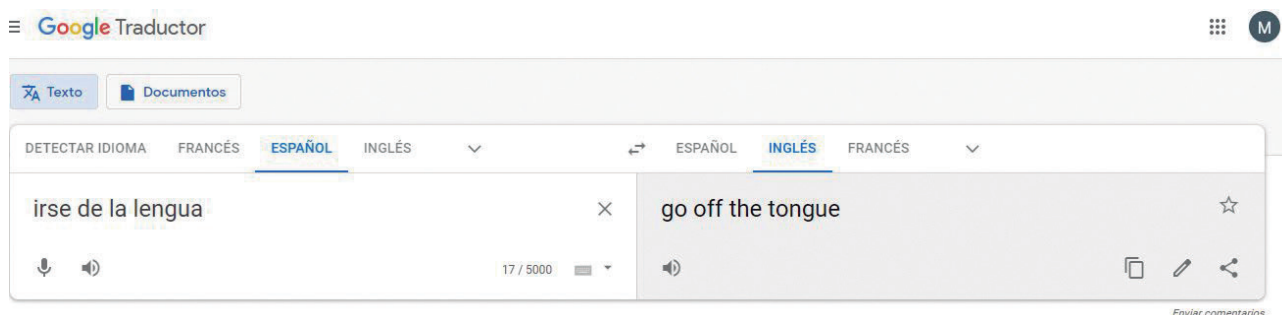 Google Traductor
M
Texto Documentos
DETECTAR IDIOMA FRANCÉS ESPAÑOL INGLÉS ESPAÑOL INGLÉS FRANCÉS
irse de la lengua go off the tongue
17 / 5000
Enviar comentarios